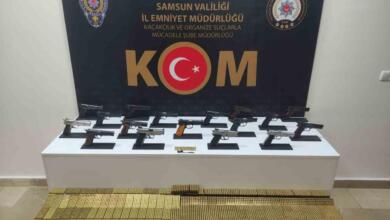 SAMSUN VALİLİĞİ
İL EMNİYET MÜDÜRLÜĞÜ
KAÇAKÇILIK VE ORGANİZE SUÇLARLA
MÜCADELE ŞUBE MÜDÜRLÜĞÜ
KOM